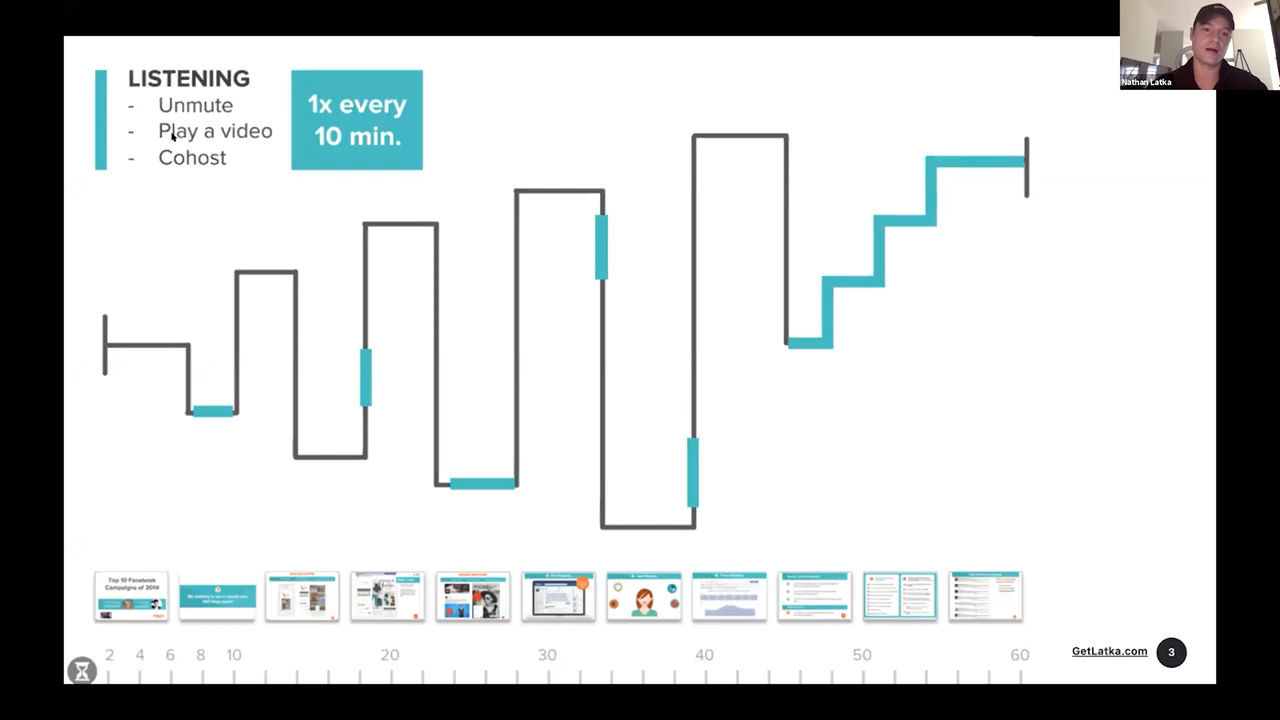 LISTENING
- Unmute
- Play a video
- Cohost
1x every
10 min.
Nathan Latka
Top 10 Facebook
Campaigns of 2014
2 4 6 8 10 20 30 40 50 60
GetLatka.com
3